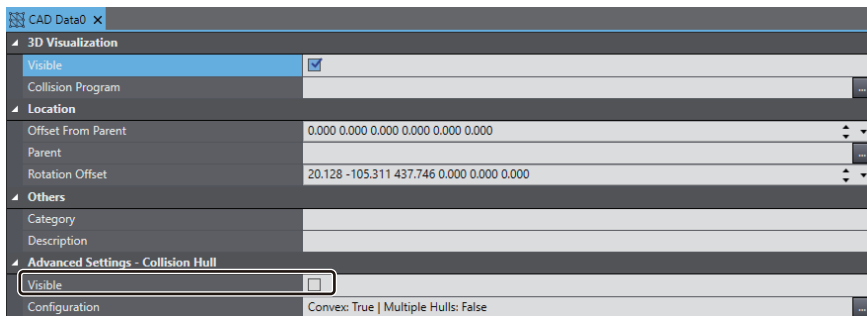 CAD Data0
3D Visualization
Visible
Collision Program
...
Location
Offset From Parent 0.000 0.000 0.000 0.000 0.000 0.000
Parent
...
Rotation Offset 20.128 -105.311 437.746 0.000 0.000 0.000
Others
Category
Description
Advanced Settings - Collision Hull
Visible
Configuration Convex: True | Multiple Hulls: False
...